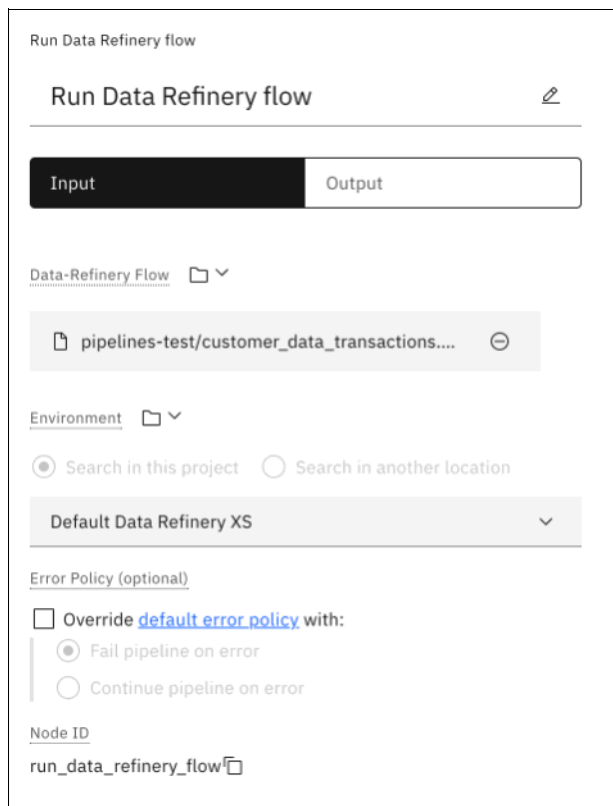 Run Data Refinery flow
Run Data Refinery flow
Input Output
Data-Refinery Flow
pipelines-test/customer_data_transactions....
Environment
Search in this project Search in another location
Default Data Refinery XS
Error Policy (optional)
Override default error policy with:
Fail pipeline on error
Continue pipeline on error
Node ID
run_data_refinery_flow